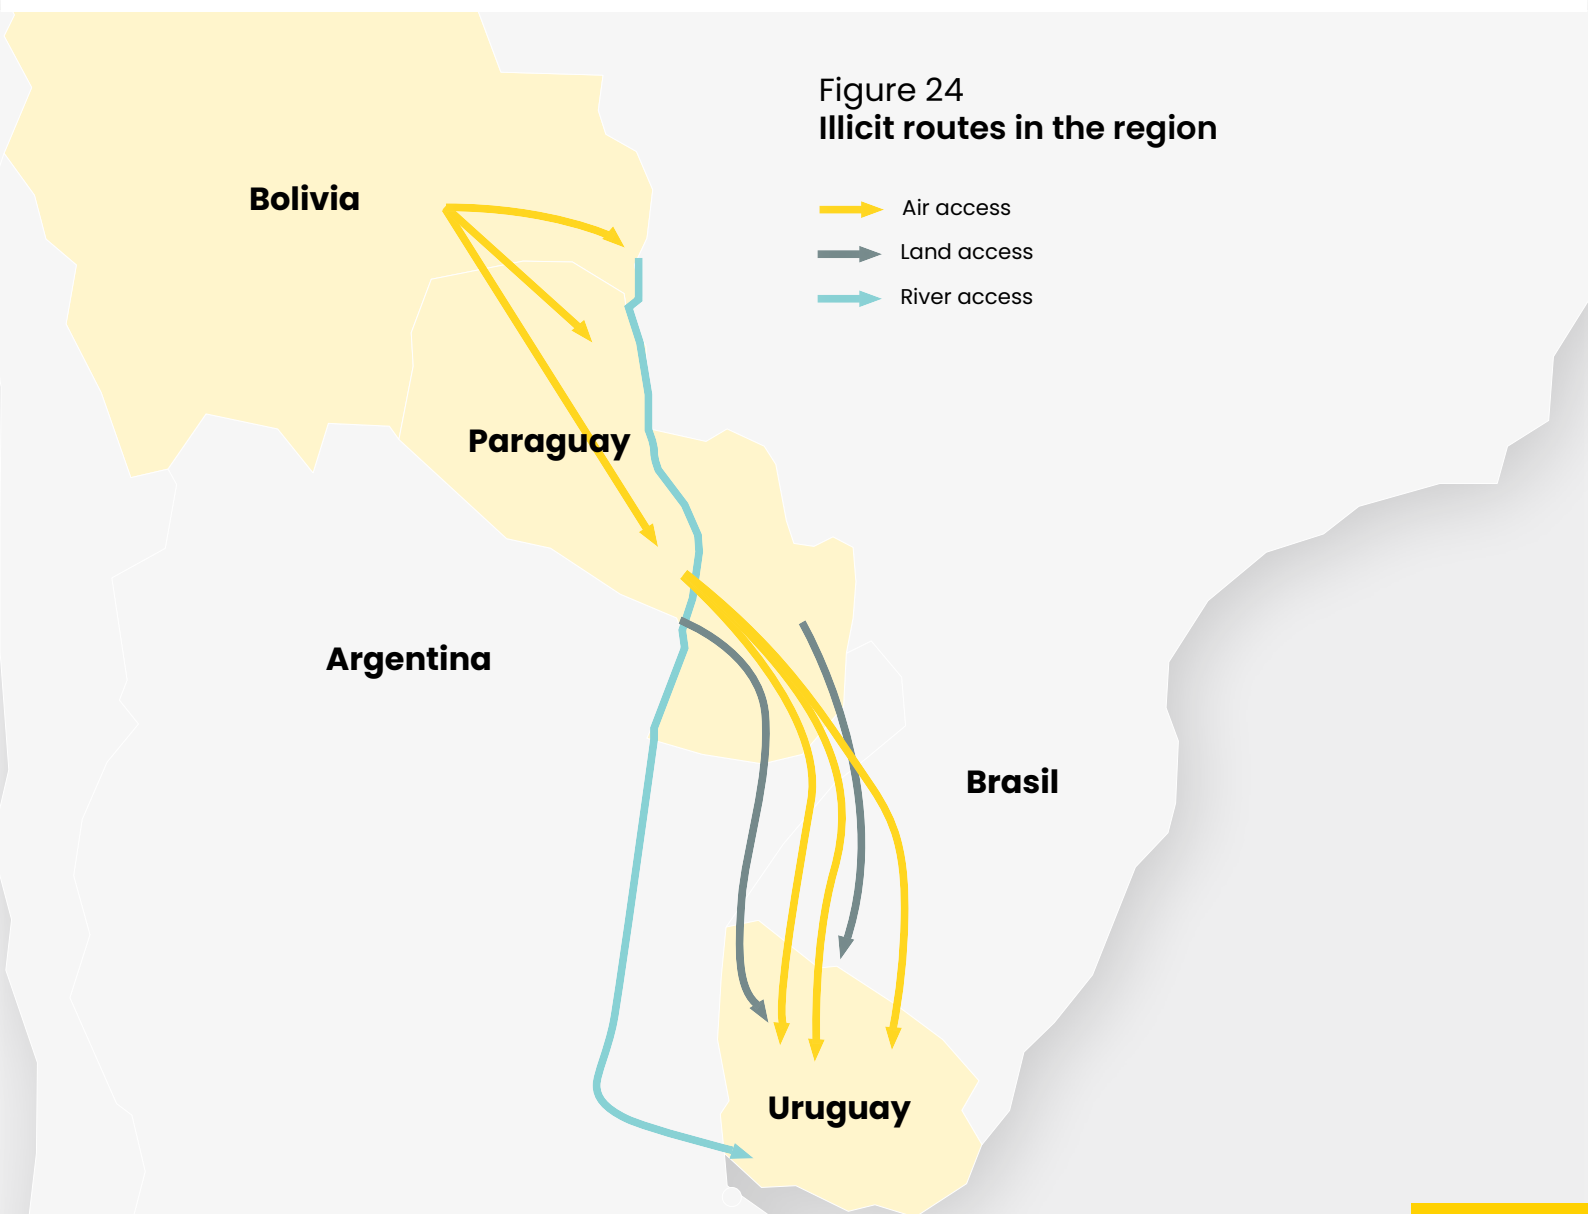 Figure 24
Illicit routes in the region
Air access
Land access
River access
Bolivia
Paraguay
Argentina
Brasil
Uruguay